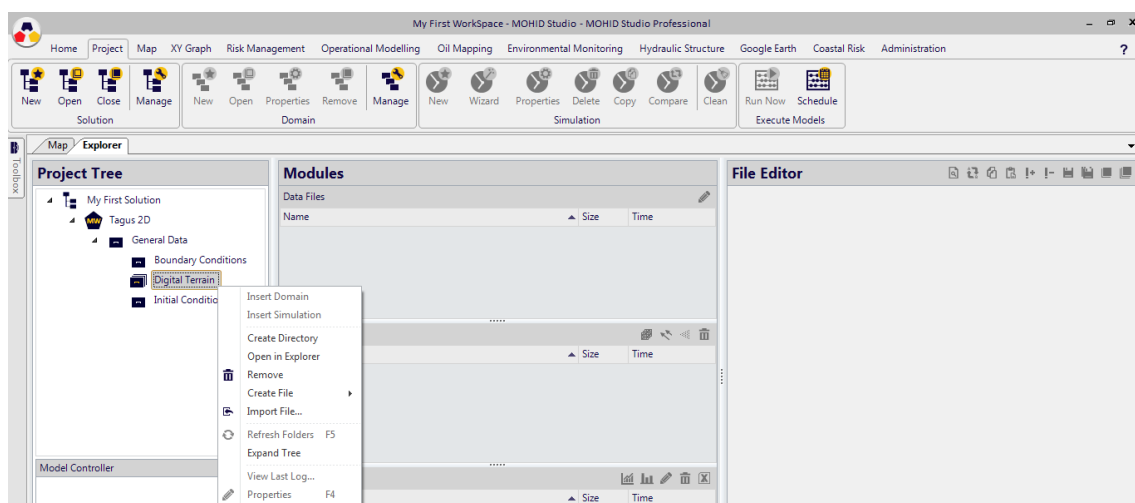 My First WorkSpace - MOHID Studio - MOHID Studio Professional
Home Project Map XY Graph Risk Management Operational Modelling Oil Mapping Environmental Monitoring Hydraulic Structure Google Earth Coastal Risk Administration ?
New Open Close Manage New Open Properties Remove Manage New Wizard Properties Delete Copy Compare Clean Run Now Schedule
Solution Domain Simulation Execute Models
Map Explorer
Toolbox
Project Tree Modules File Editor
My First Solution Data Files
MW Tagus 2D Name Size Time
General Data
Boundary Conditions
Digital Terrain
Initial Conditio
Insert Domain
Insert Simulation
Create Directory
Open in Explorer Size Time
Remove
Create File
Import File...
Refresh Folders F5
Expand Tree
Model Controller View Last Log...
Properties F4 Size Time